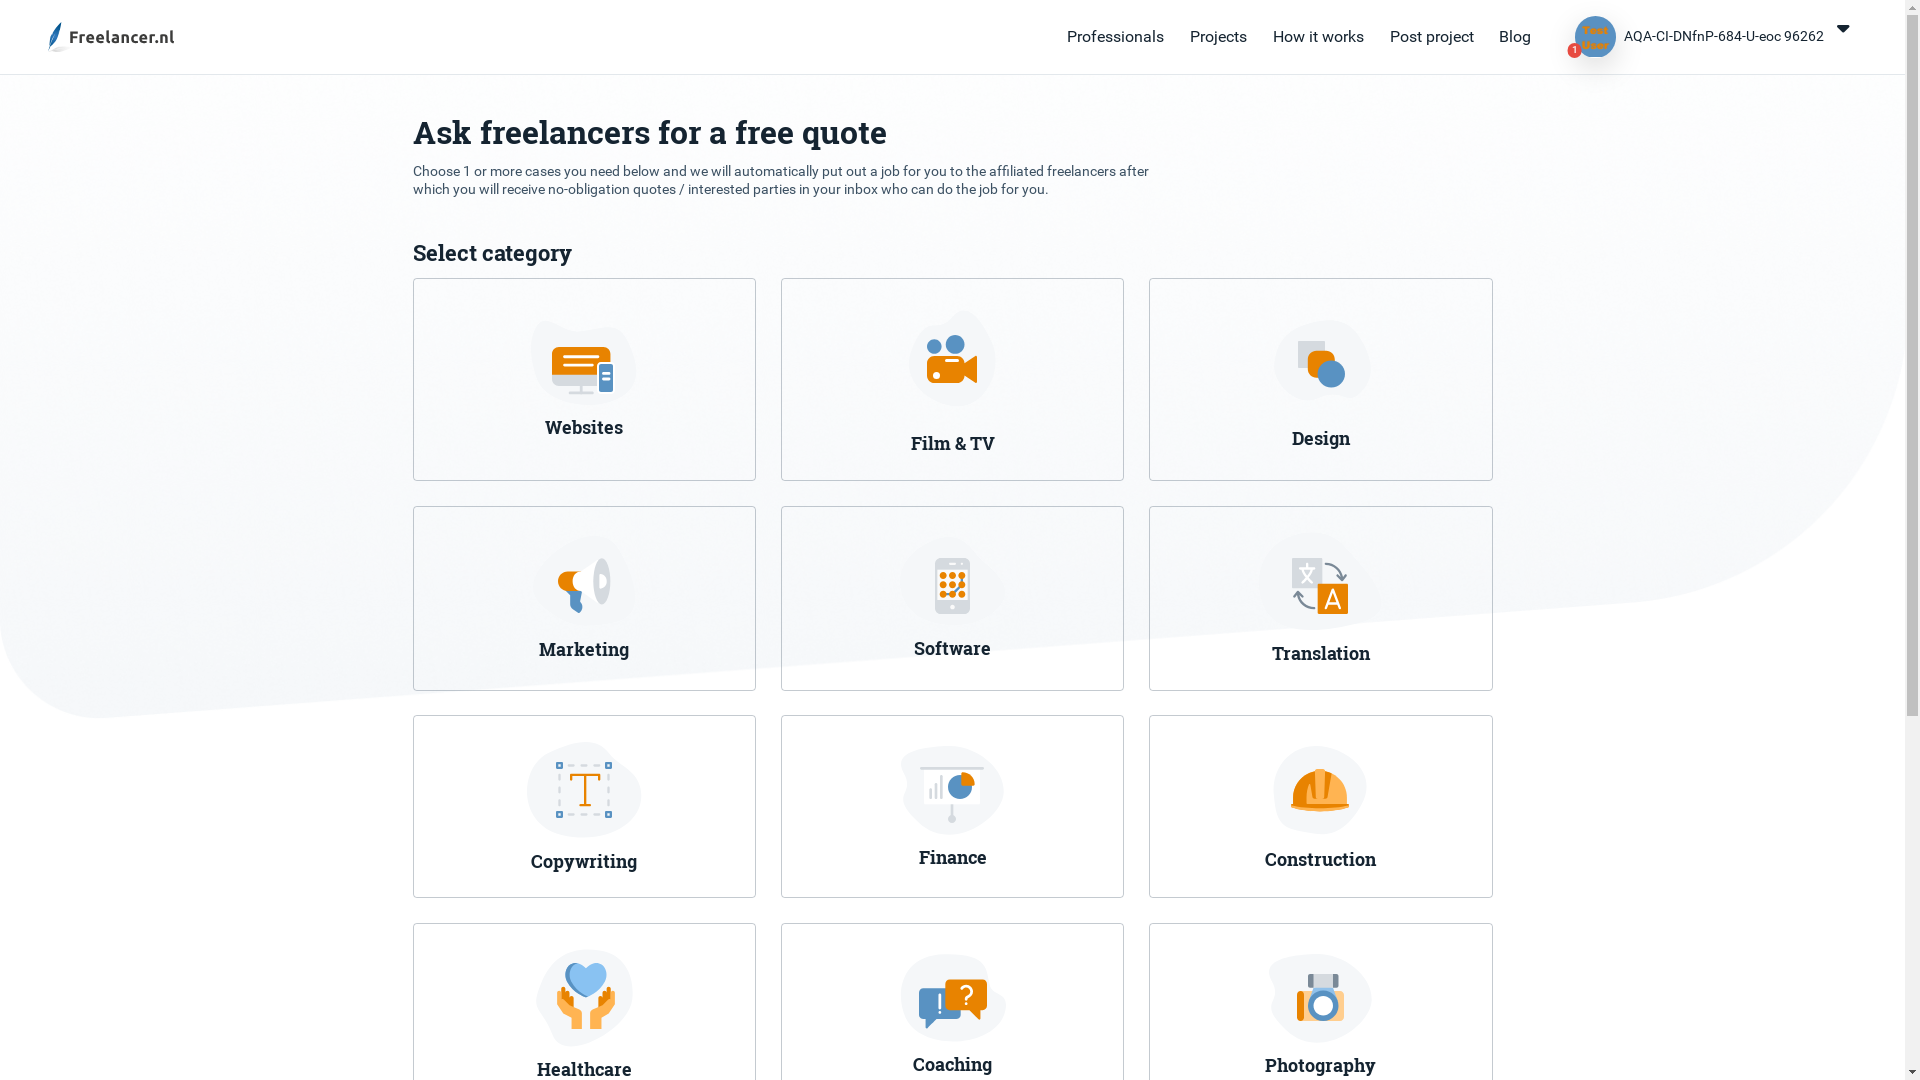 Freelancer.nl
Professionals
Projects
How it works
Post project
Blog
Test
User
1
AQA-CI-DNfnP-684-U-eoc 96262
Ask freelancers for a free quote
Choose 1 or more cases you need below and we will automatically put out a job for you to the affiliated freelancers after
which you will receive no-obligation quotes / interested parties in your inbox who can do the job for you.
Select category
Websites
Film & TV
Design
Marketing
Software
文
A
Translation
T
Copywriting
Finance
Construction
Healthcare
! ?
Coaching
Photography